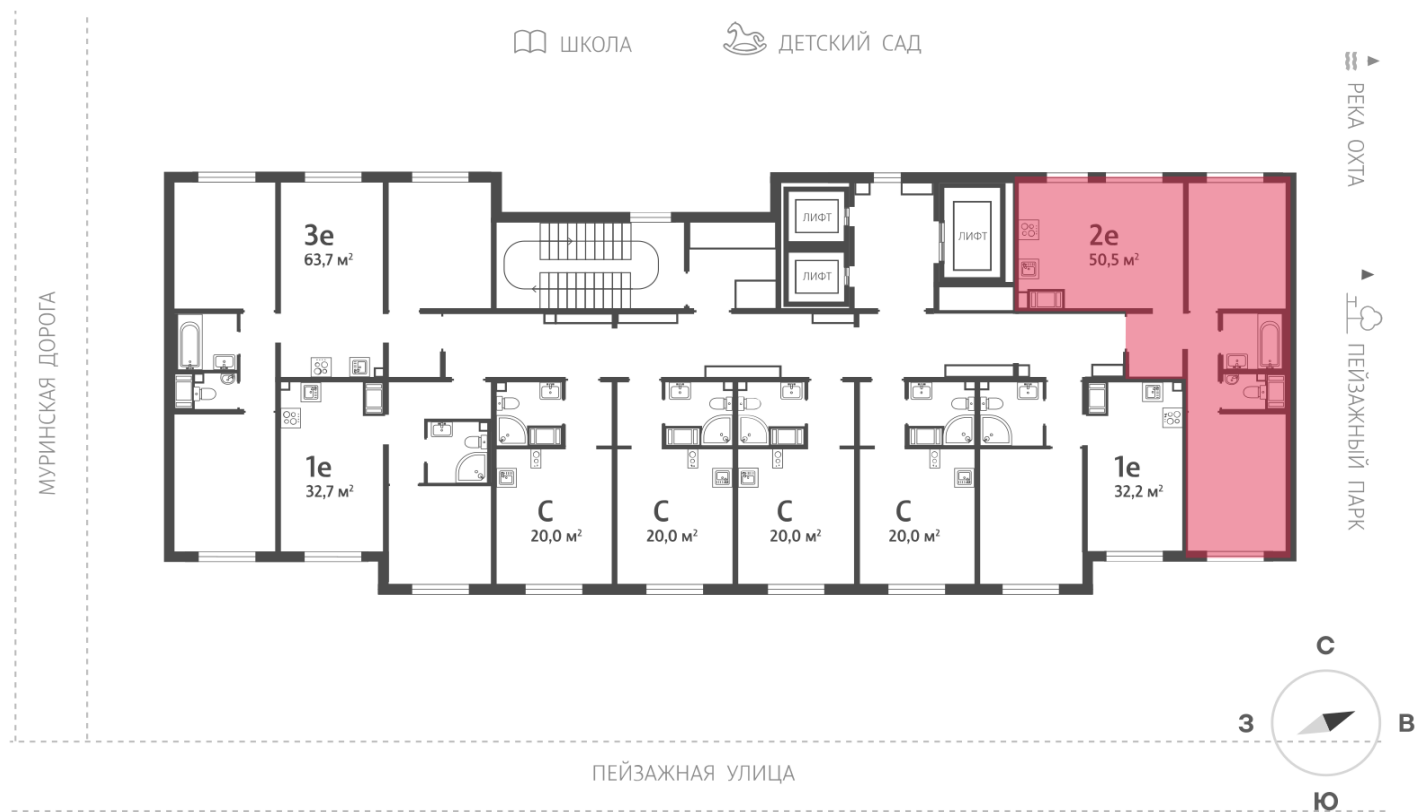 ШКОЛА
ДЕТСКИЙ САД
РЕКА ОХТА
ПЕЙЗАЖНЫЙ ПАРК
МУРИНСКАЯ ДОРОГА
3е
63,7 м²
ЛИФТ
ЛИФТ
ЛИФТ
2е
50,5 м²
1е
32,7 м²
С
20,0 м²
С
20,0 м²
С
20,0 м²
С
20,0 м²
1е
32,2 м²
С
З
В
Ю
ПЕЙЗАЖНАЯ УЛИЦА